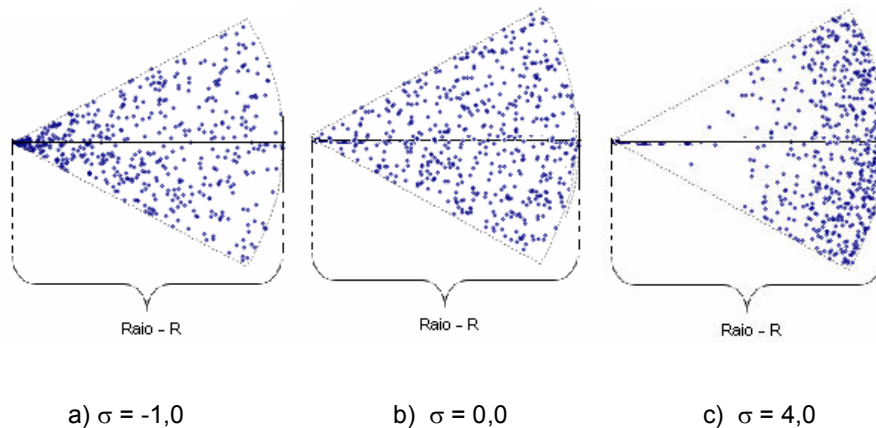 Raio - R
Raio - R
Raio - R
a) σ = -1,0
b) σ = 0,0
c) σ = 4,0